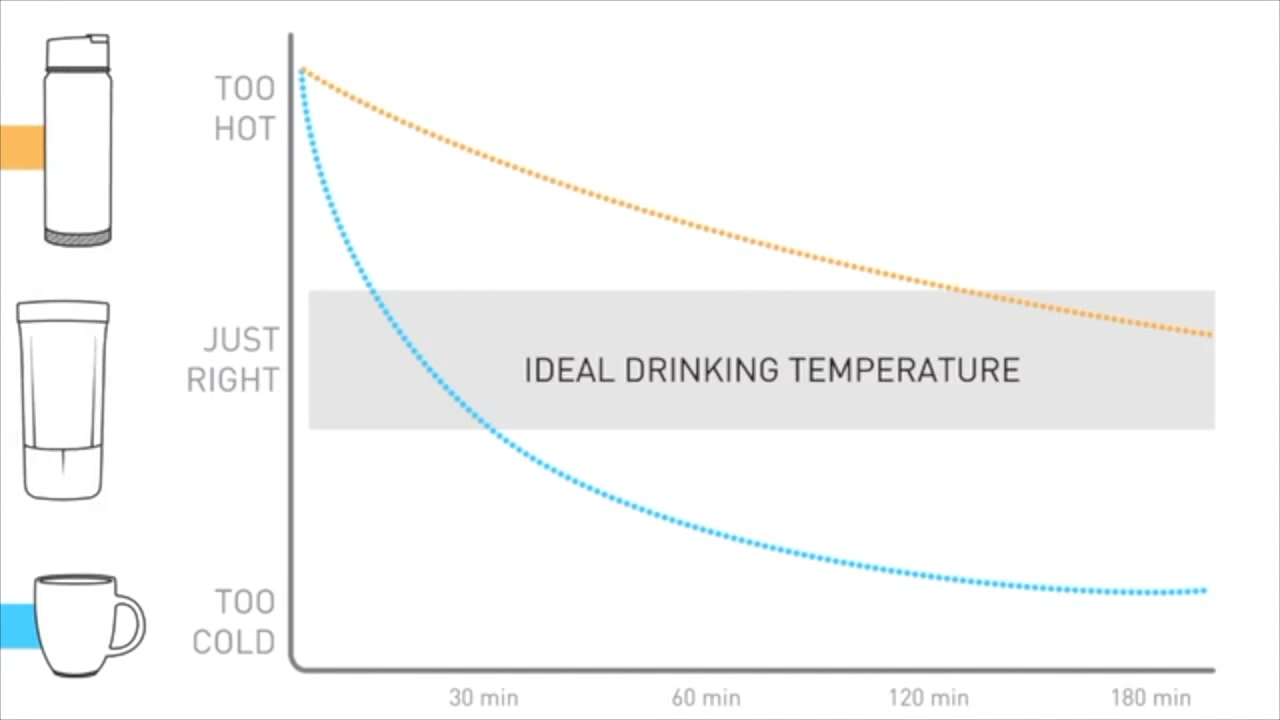 TOO
HOT
JUST
RIGHT
IDEAL DRINKING TEMPERATURE
TOO
COLD
30 min
60 min
120 min
180 min